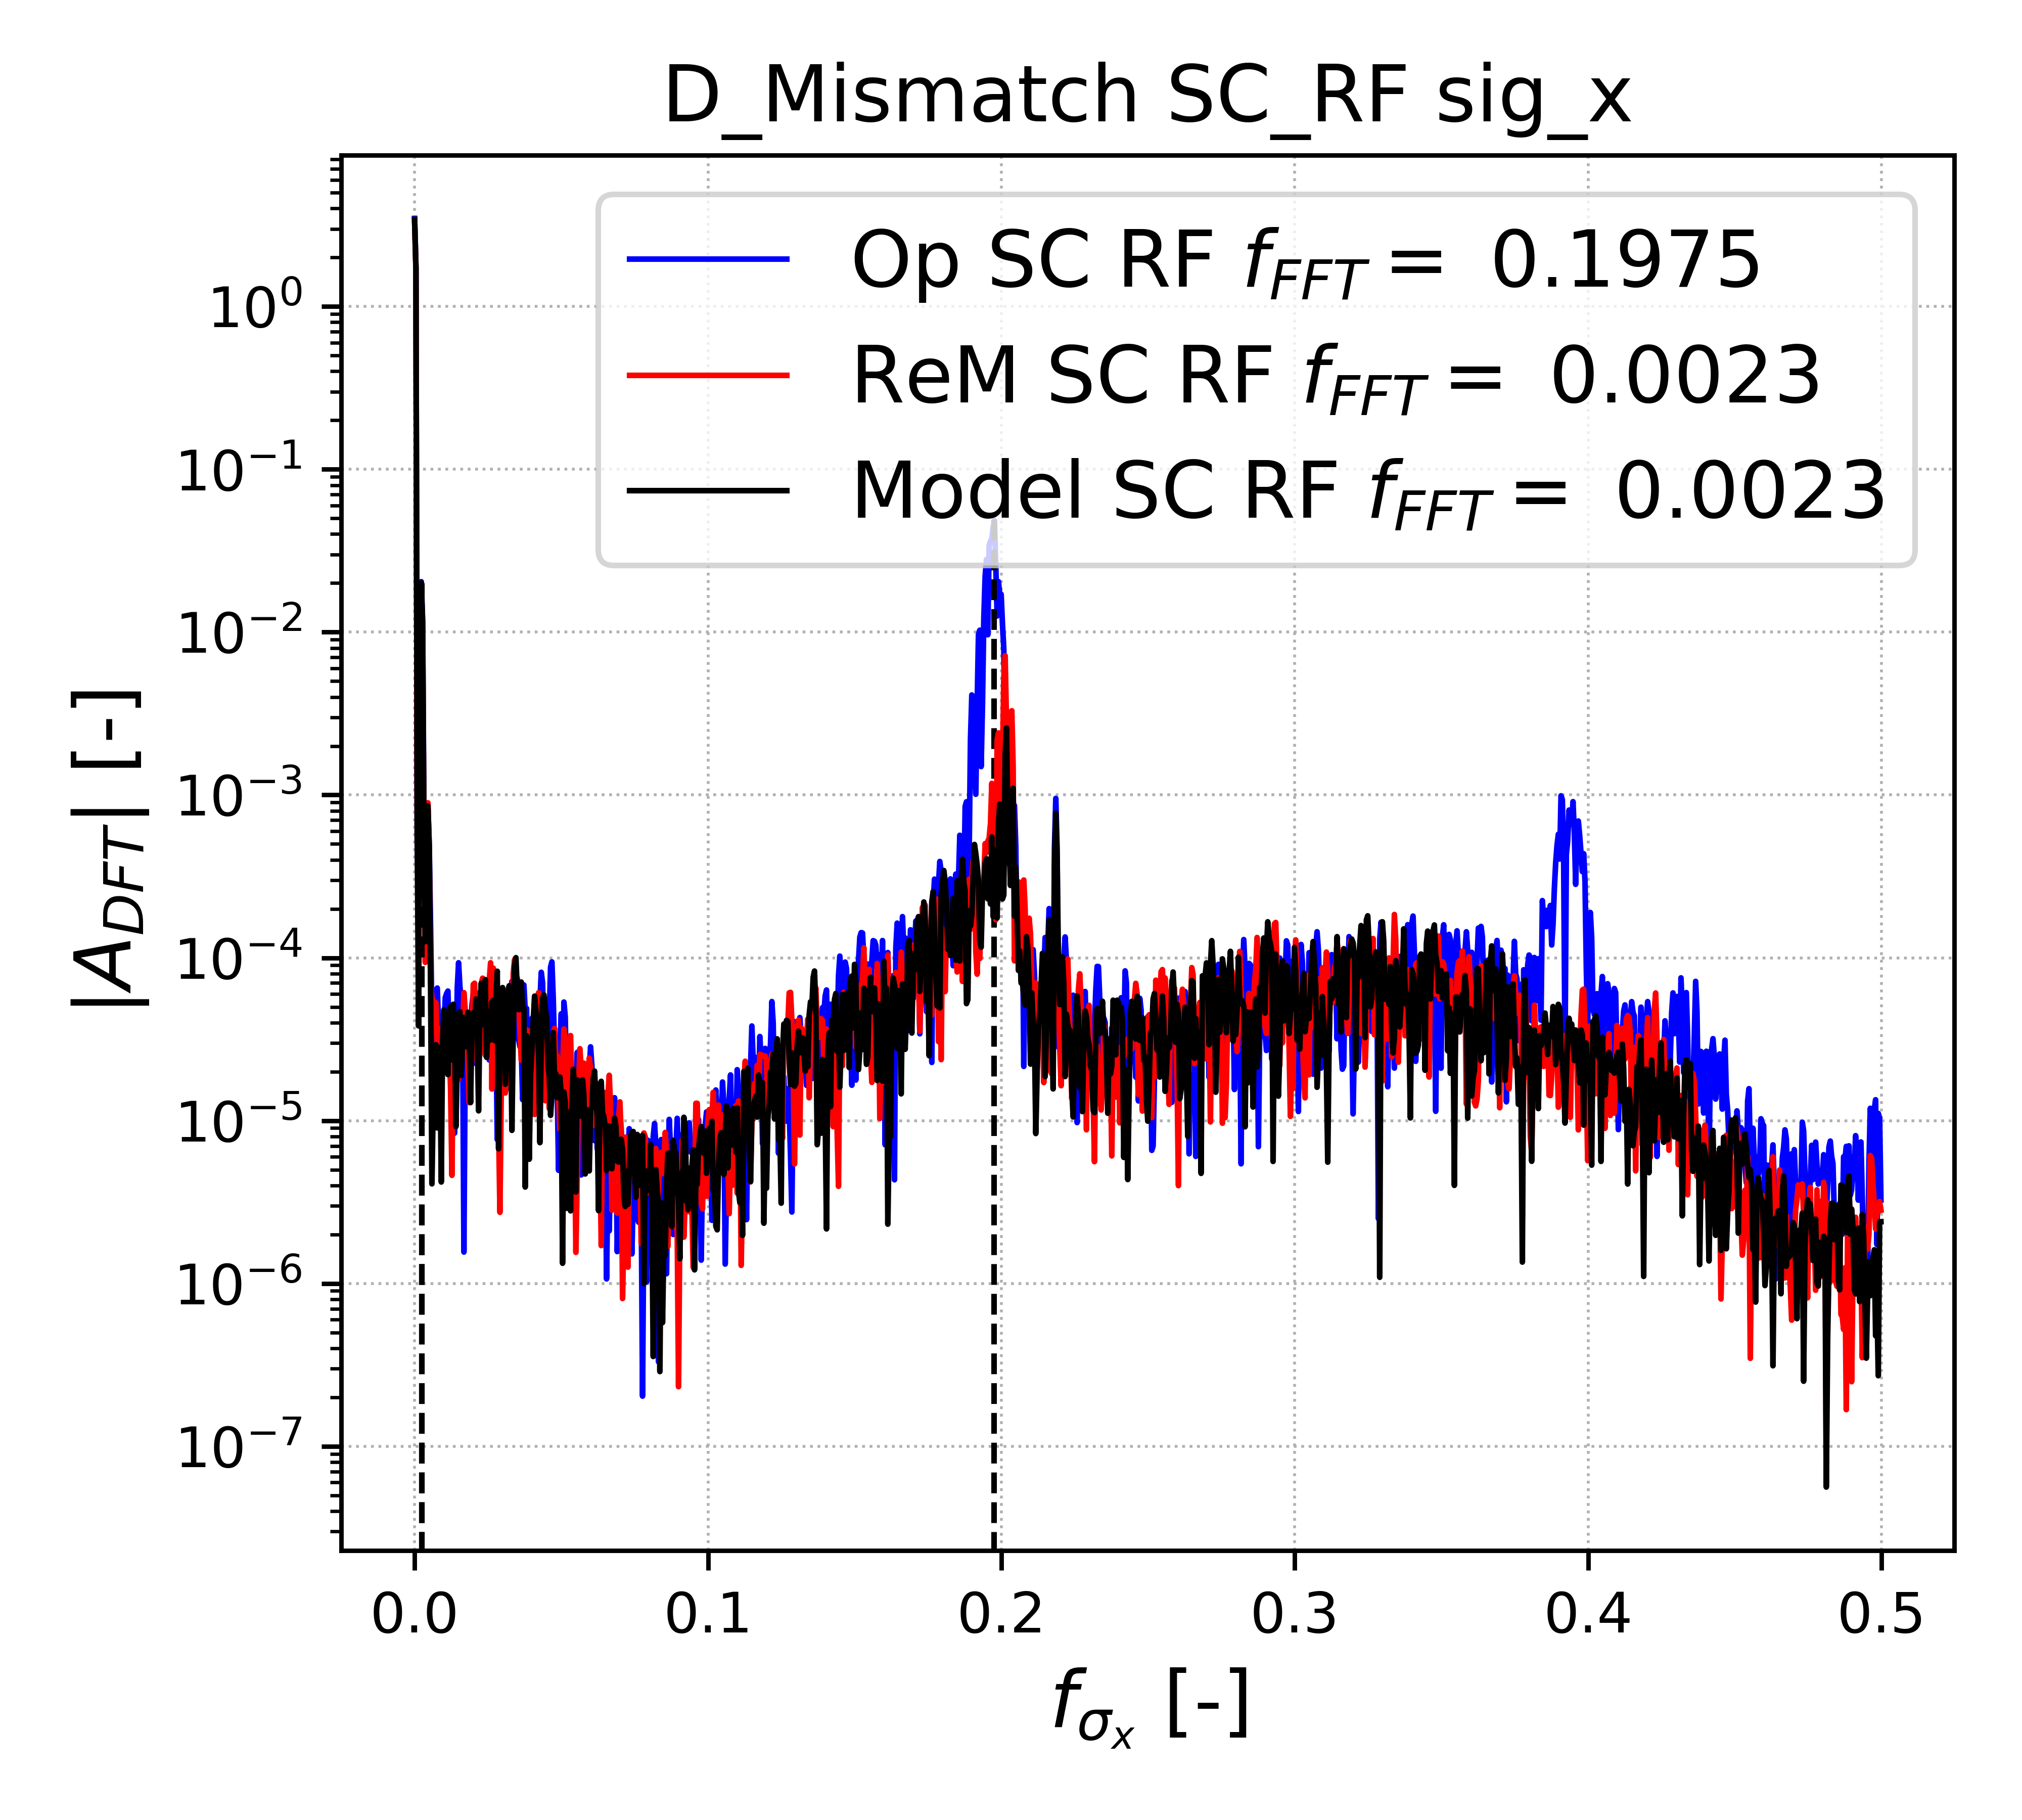 D_Mismatch SC_RF sig_x
Op SC RF f_FFT = 0.1975
ReM SC RF f_FFT = 0.0023
Model SC RF f_FFT = 0.0023
10^0
10^−1
10^−2
10^−3
10^−4
10^−5
10^−6
10^−7
|A_DFT| [-]
0.0 0.1 0.2 0.3 0.4 0.5
f_σ_x [-]